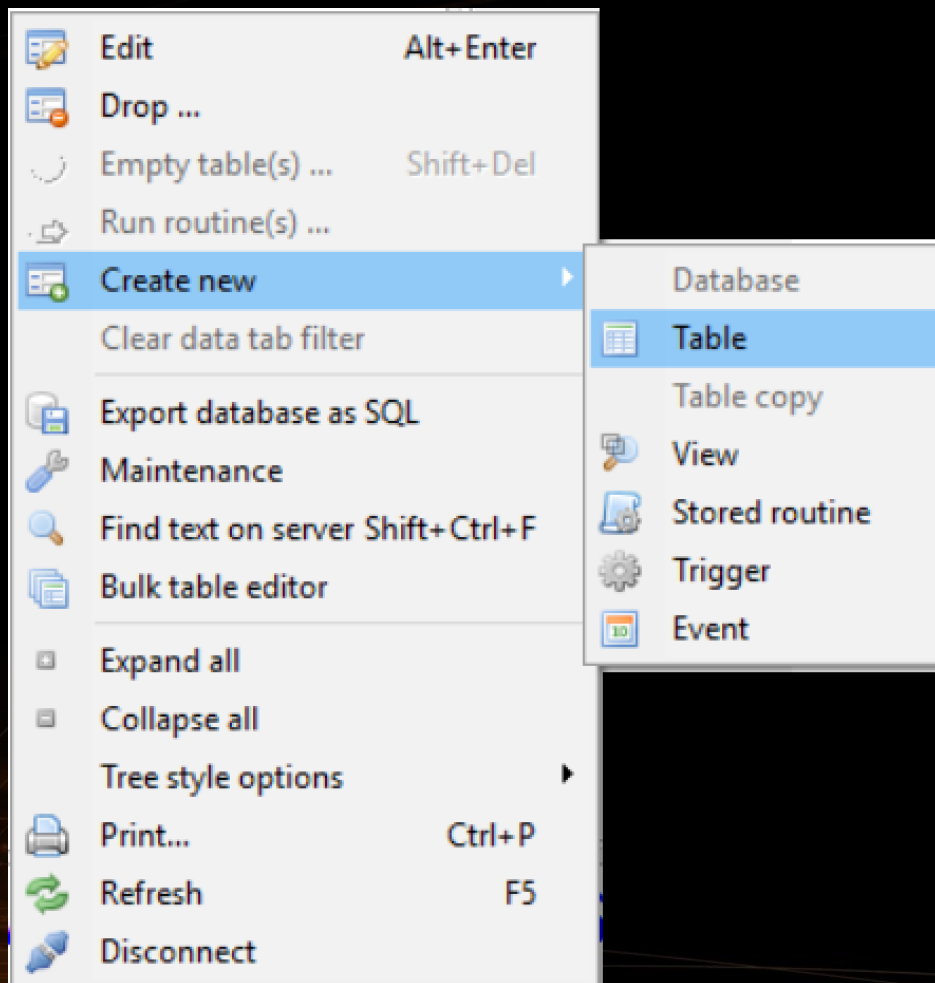 Edit Alt+Enter
Drop ...
Empty table(s) ... Shift+Del
Run routine(s) ...
Create new
Clear data tab filter
Export database as SQL
Maintenance
Find text on server Shift+Ctrl+F
Bulk table editor
Expand all
Collapse all
Tree style options
Print... Ctrl+P
Refresh F5
Disconnect
Database
Table
Table copy
View
Stored routine
Trigger
10 Event